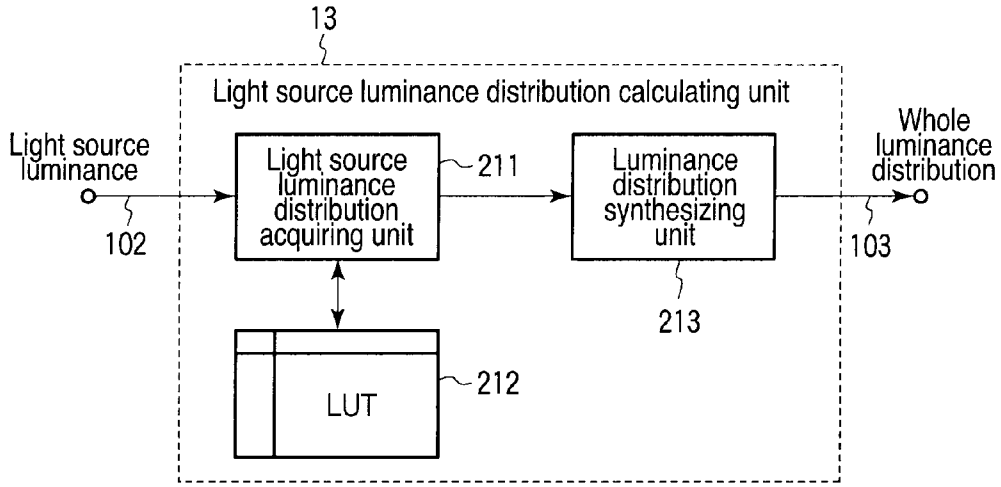 13
Light source luminance distribution calculating unit
Light source
luminance
102
Light source
luminance
distribution
acquiring unit
211
Luminance
distribution
synthesizing
unit
213
Whole
luminance
distribution
103
LUT
212